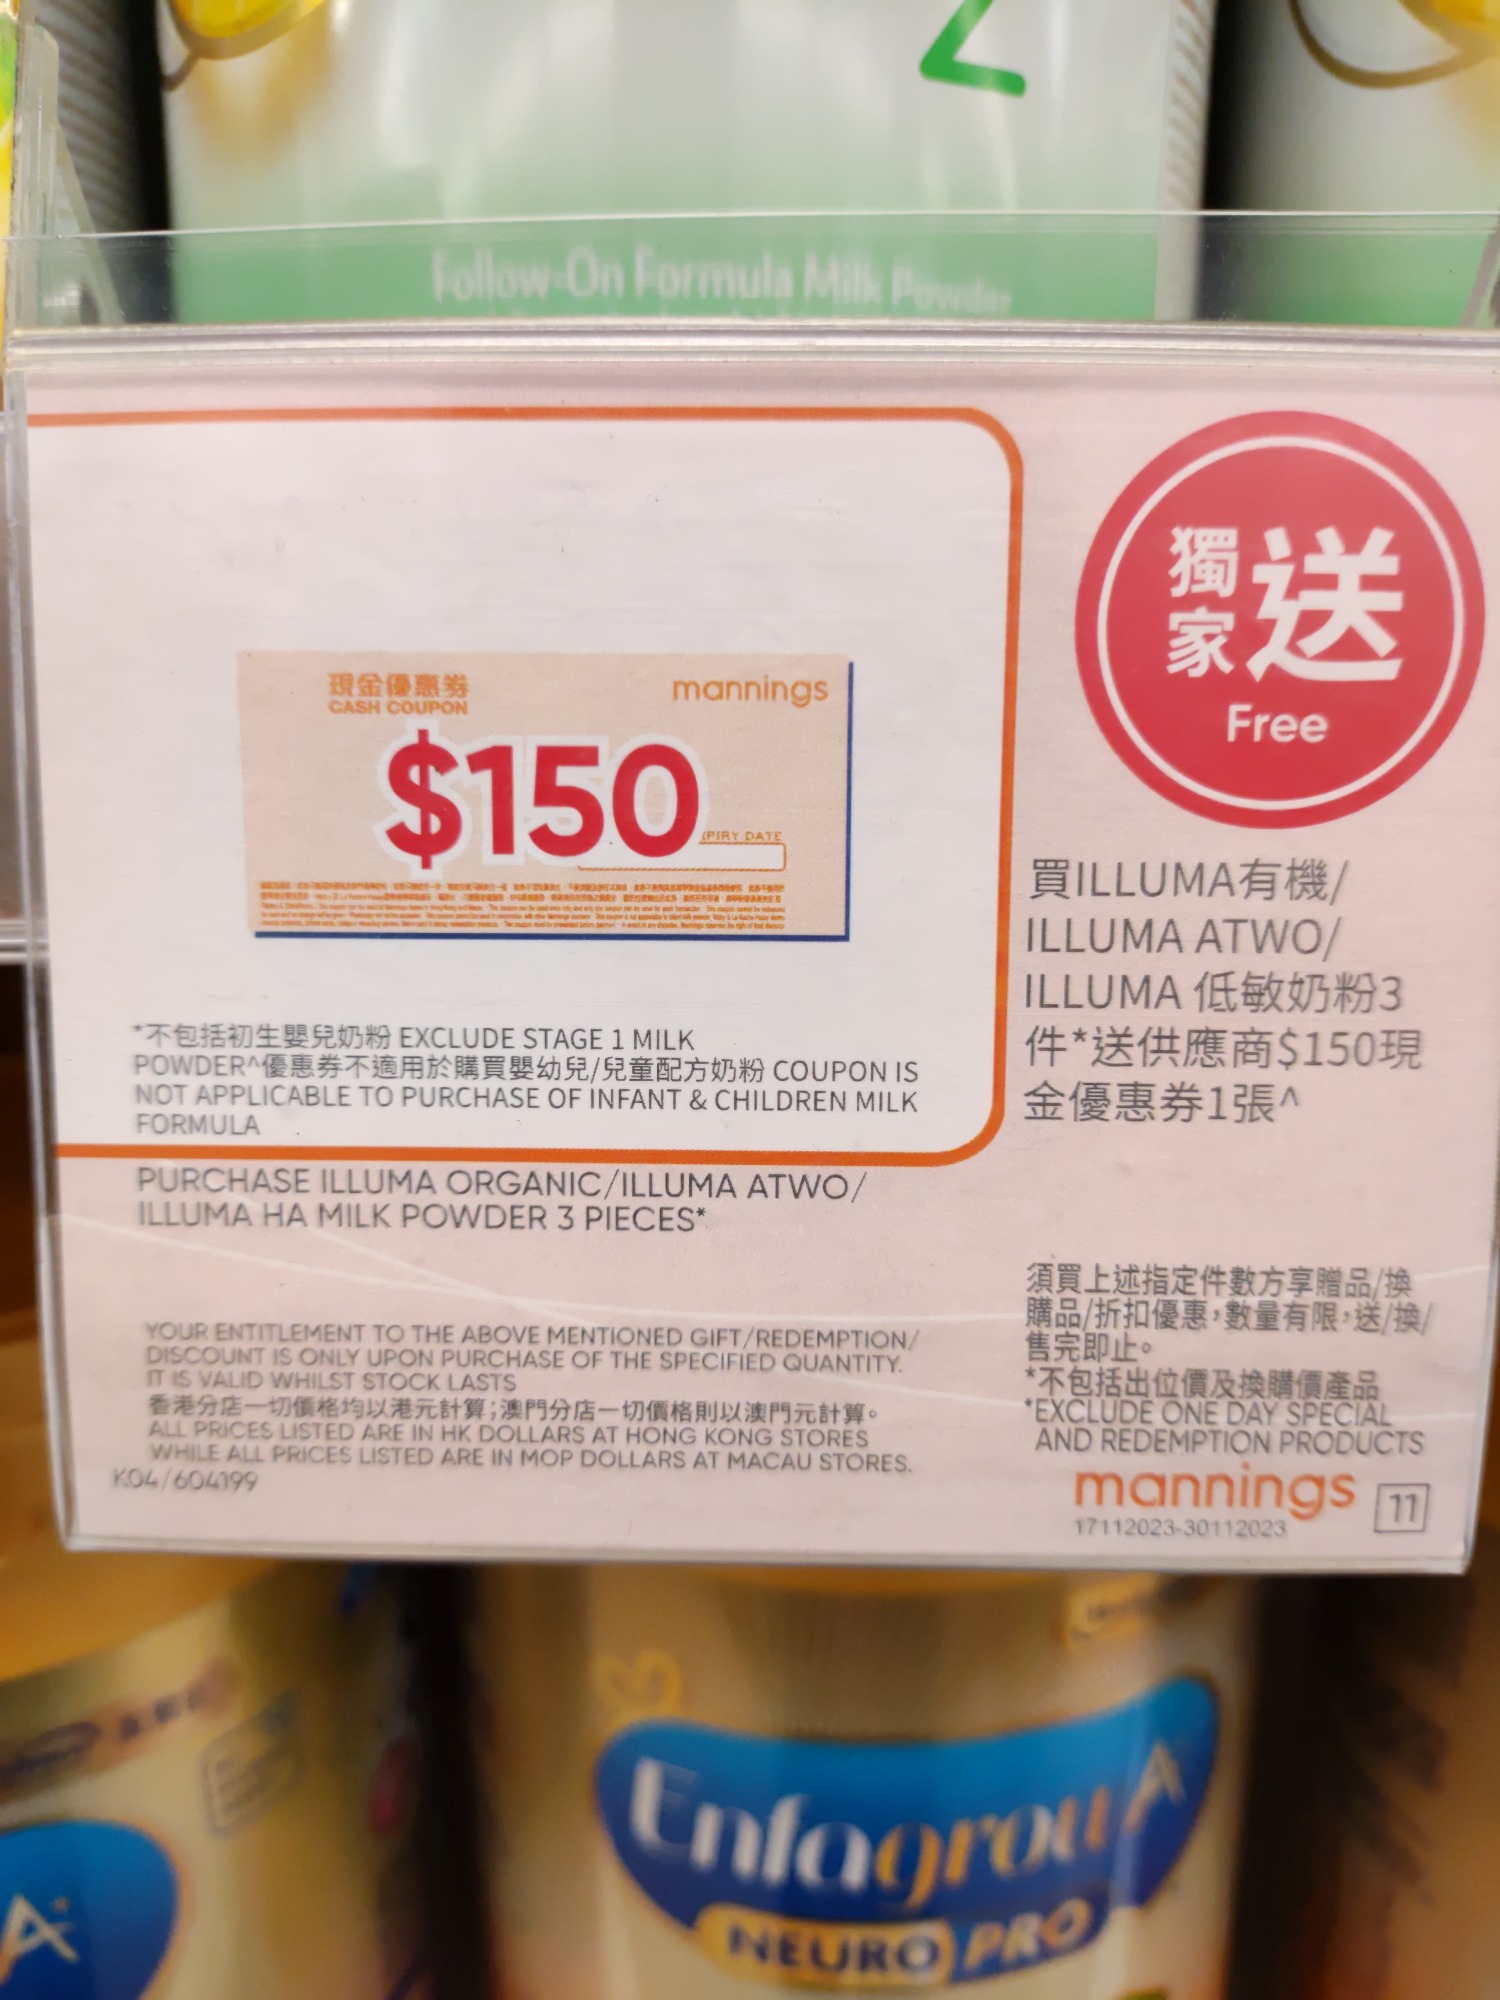 2
Follow-On Formula Milk Powder
獨家送
Free
現金優惠券
CASH COUPON
mannings
$150
PIRY DATE
買ILLUMA有機/
ILLUMA ATWO/
ILLUMA 低敏奶粉3
件*送供應商$150現
金優惠券1張^
*不包括初生嬰兒奶粉 EXCLUDE STAGE 1 MILK
POWDER^優惠券不適用於購買嬰幼兒/兒童配方奶粉 COUPON IS
NOT APPLICABLE TO PURCHASE OF INFANT & CHILDREN MILK
FORMULA
PURCHASE ILLUMA ORGANIC/ILLUMA ATWO/
ILLUMA HA MILK POWDER 3 PIECES*
YOUR ENTITLEMENT TO THE ABOVE MENTIONED GIFT/REDEMPTION/
DISCOUNT IS ONLY UPON PURCHASE OF THE SPECIFIED QUANTITY.
IT IS VALID WHILST STOCK LASTS
香港分店一切價格均以港元計算;澳門分店一切價格則以澳門元計算。
ALL PRICES LISTED ARE IN HK DOLLARS AT HONG KONG STORES
WHILE ALL PRICES LISTED ARE IN MOP DOLLARS AT MACAU STORES.
K04/604199
須買上述指定件數方享贈品/換
購品/折扣優惠,數量有限,送/換/
售完即止。
*不包括出位價及換購價產品
*EXCLUDE ONE DAY SPECIAL
AND REDEMPTION PRODUCTS
mannings
11
17112023-30112023
Enfagrow A+
NEURO PRO
A+